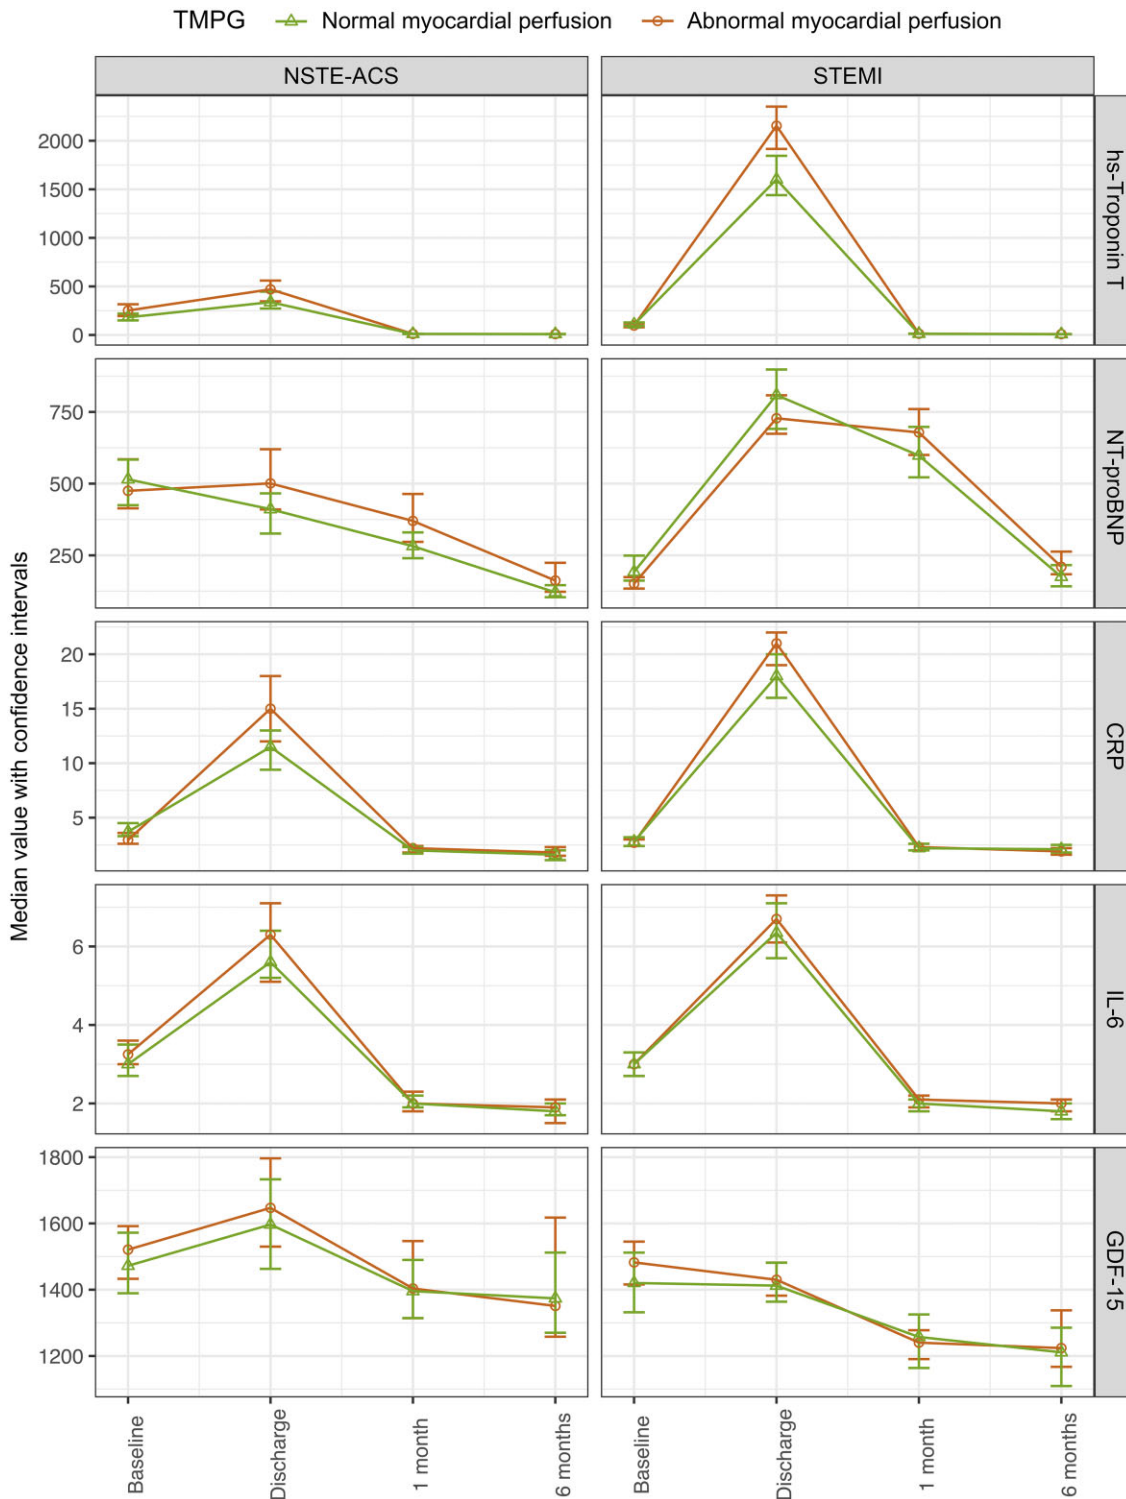 TMPG Normal myocardial perfusion Abnormal myocardial perfusion
NSTE-ACS STEMI
Median value with confidence intervals
2000
1500
1000
500
0
hs-Troponin T
750
500
250
NT-proBNP
20
15
10
5
CRP
6
4
2
IL-6
1800
1600
1400
1200
GDF-15
Baseline Discharge 1 month 6 months Baseline Discharge 1 month 6 months